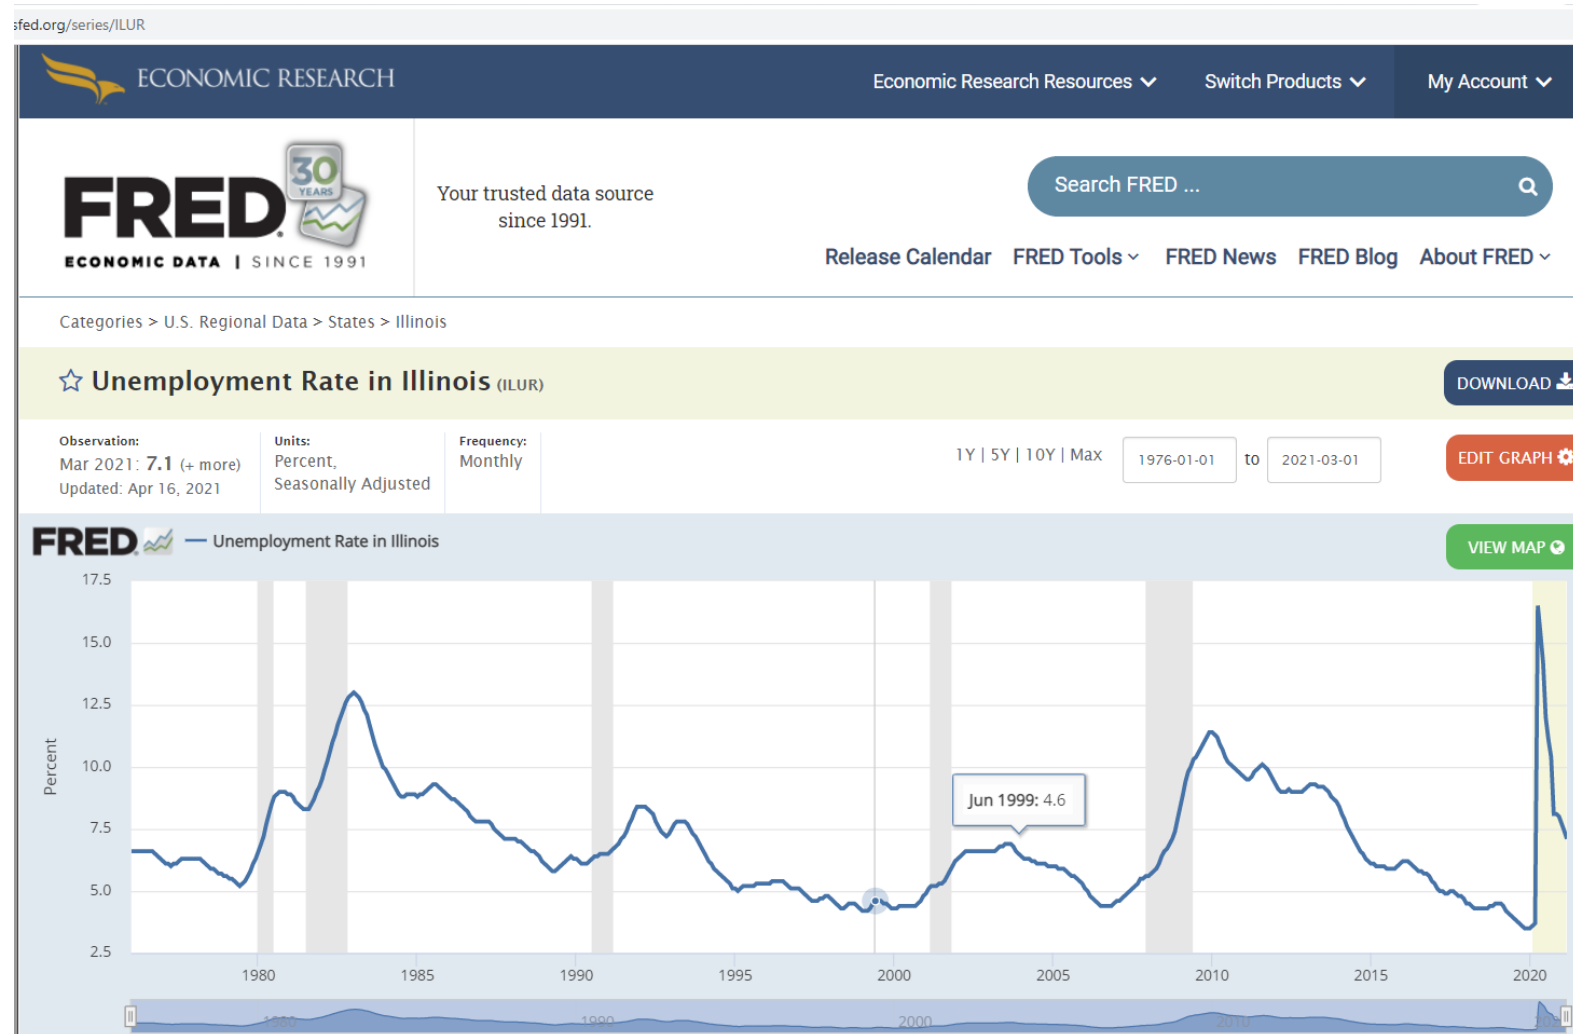 sfed.org/series/ILUR
ECONOMIC RESEARCH
Economic Research Resources Switch Products My Account
FRED
30
YEARS
ECONOMIC DATA | SINCE 1991
Your trusted data source
since 1991.
Search FRED ...
Release Calendar FRED Tools FRED News FRED Blog About FRED
Categories > U.S. Regional Data > States > Illinois
Unemployment Rate in Illinois (ILUR)
DOWNLOAD
Observation:
Mar 2021: 7.1 (+ more)
Updated: Apr 16, 2021
Units:
Percent,
Seasonally Adjusted
Frequency:
Monthly
1Y | 5Y | 10Y | Max 1976-01-01 to 2021-03-01
EDIT GRAPH
FRED
Unemployment Rate in Illinois
VIEW MAP
Percent
17.5
15.0
12.5
10.0
7.5
5.0
2.5
Jun 1999: 4.6
1980 1985 1990 1995 2000 2005 2010 2015 2020
1980 1990 2000 2010